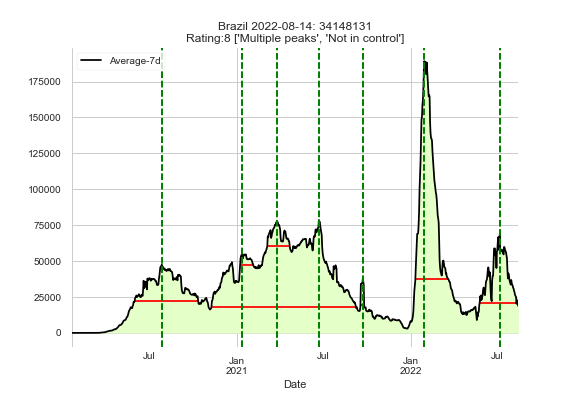 Brazil 2022-08-14: 34148131
Rating:8 ['Multiple peaks', 'Not in control']
Average-7d
175000
150000
125000
100000
75000
50000
25000
0
Jul
Jan
2021
Jul
Jan
2022
Jul
Date